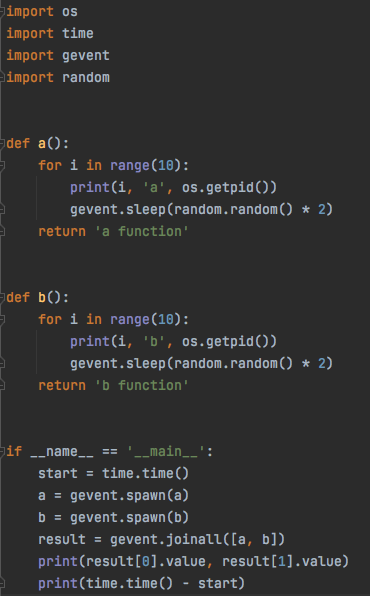 import os
import time
import gevent
import random
def a():
    for i in range(10):
        print(i, 'a', os.getpid())
        gevent.sleep(random.random() * 2)
    return 'a function'
def b():
    for i in range(10):
        print(i, 'b', os.getpid())
        gevent.sleep(random.random() * 2)
    return 'b function'
if __name__ == '__main__':
    start = time.time()
    a = gevent.spawn(a)
    b = gevent.spawn(b)
    result = gevent.joinall([a, b])
    print(result[0].value, result[1].value)
    print(time.time() - start)